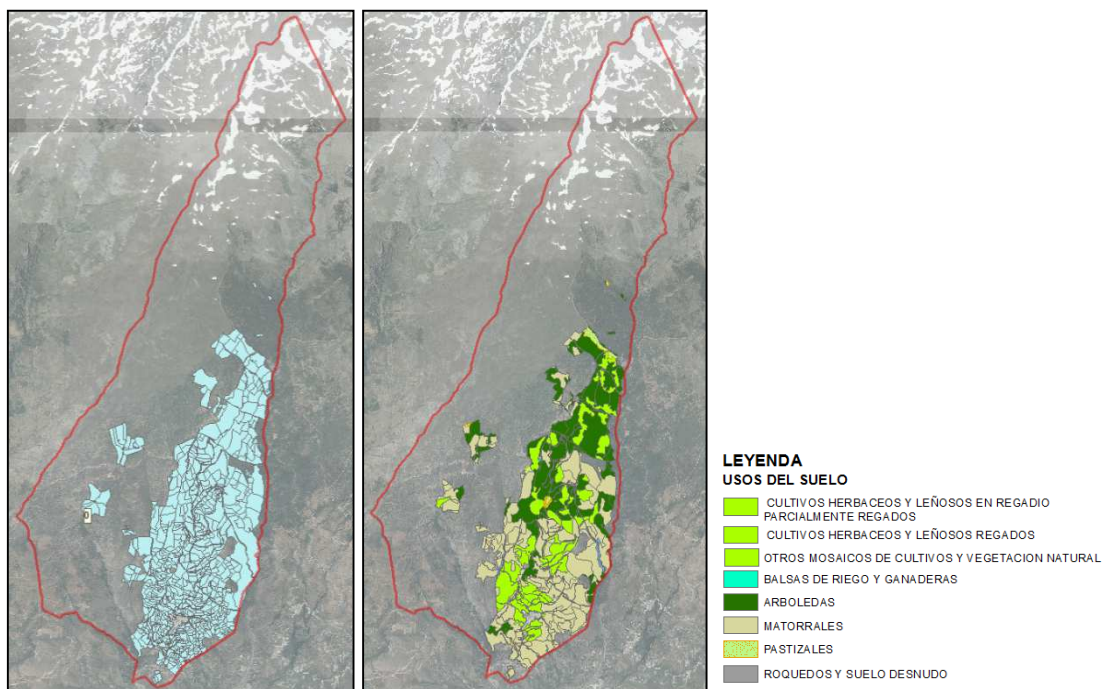 LEYENDA
USOS DEL SUELO
CULTIVOS HERBACEOS Y LEÑOSOS EN REGADIO
PARCIALMENTE REGADOS
CULTIVOS HERBACEOS Y LEÑOSOS REGADOS
OTROS MOSAICOS DE CULTIVOS Y VEGETACION NATURAL
BALSAS DE RIEGO Y GANADERAS
ARBOLEDAS
MATORRALES
PASTIZALES
ROQUEDOS Y SUELO DESNUDO